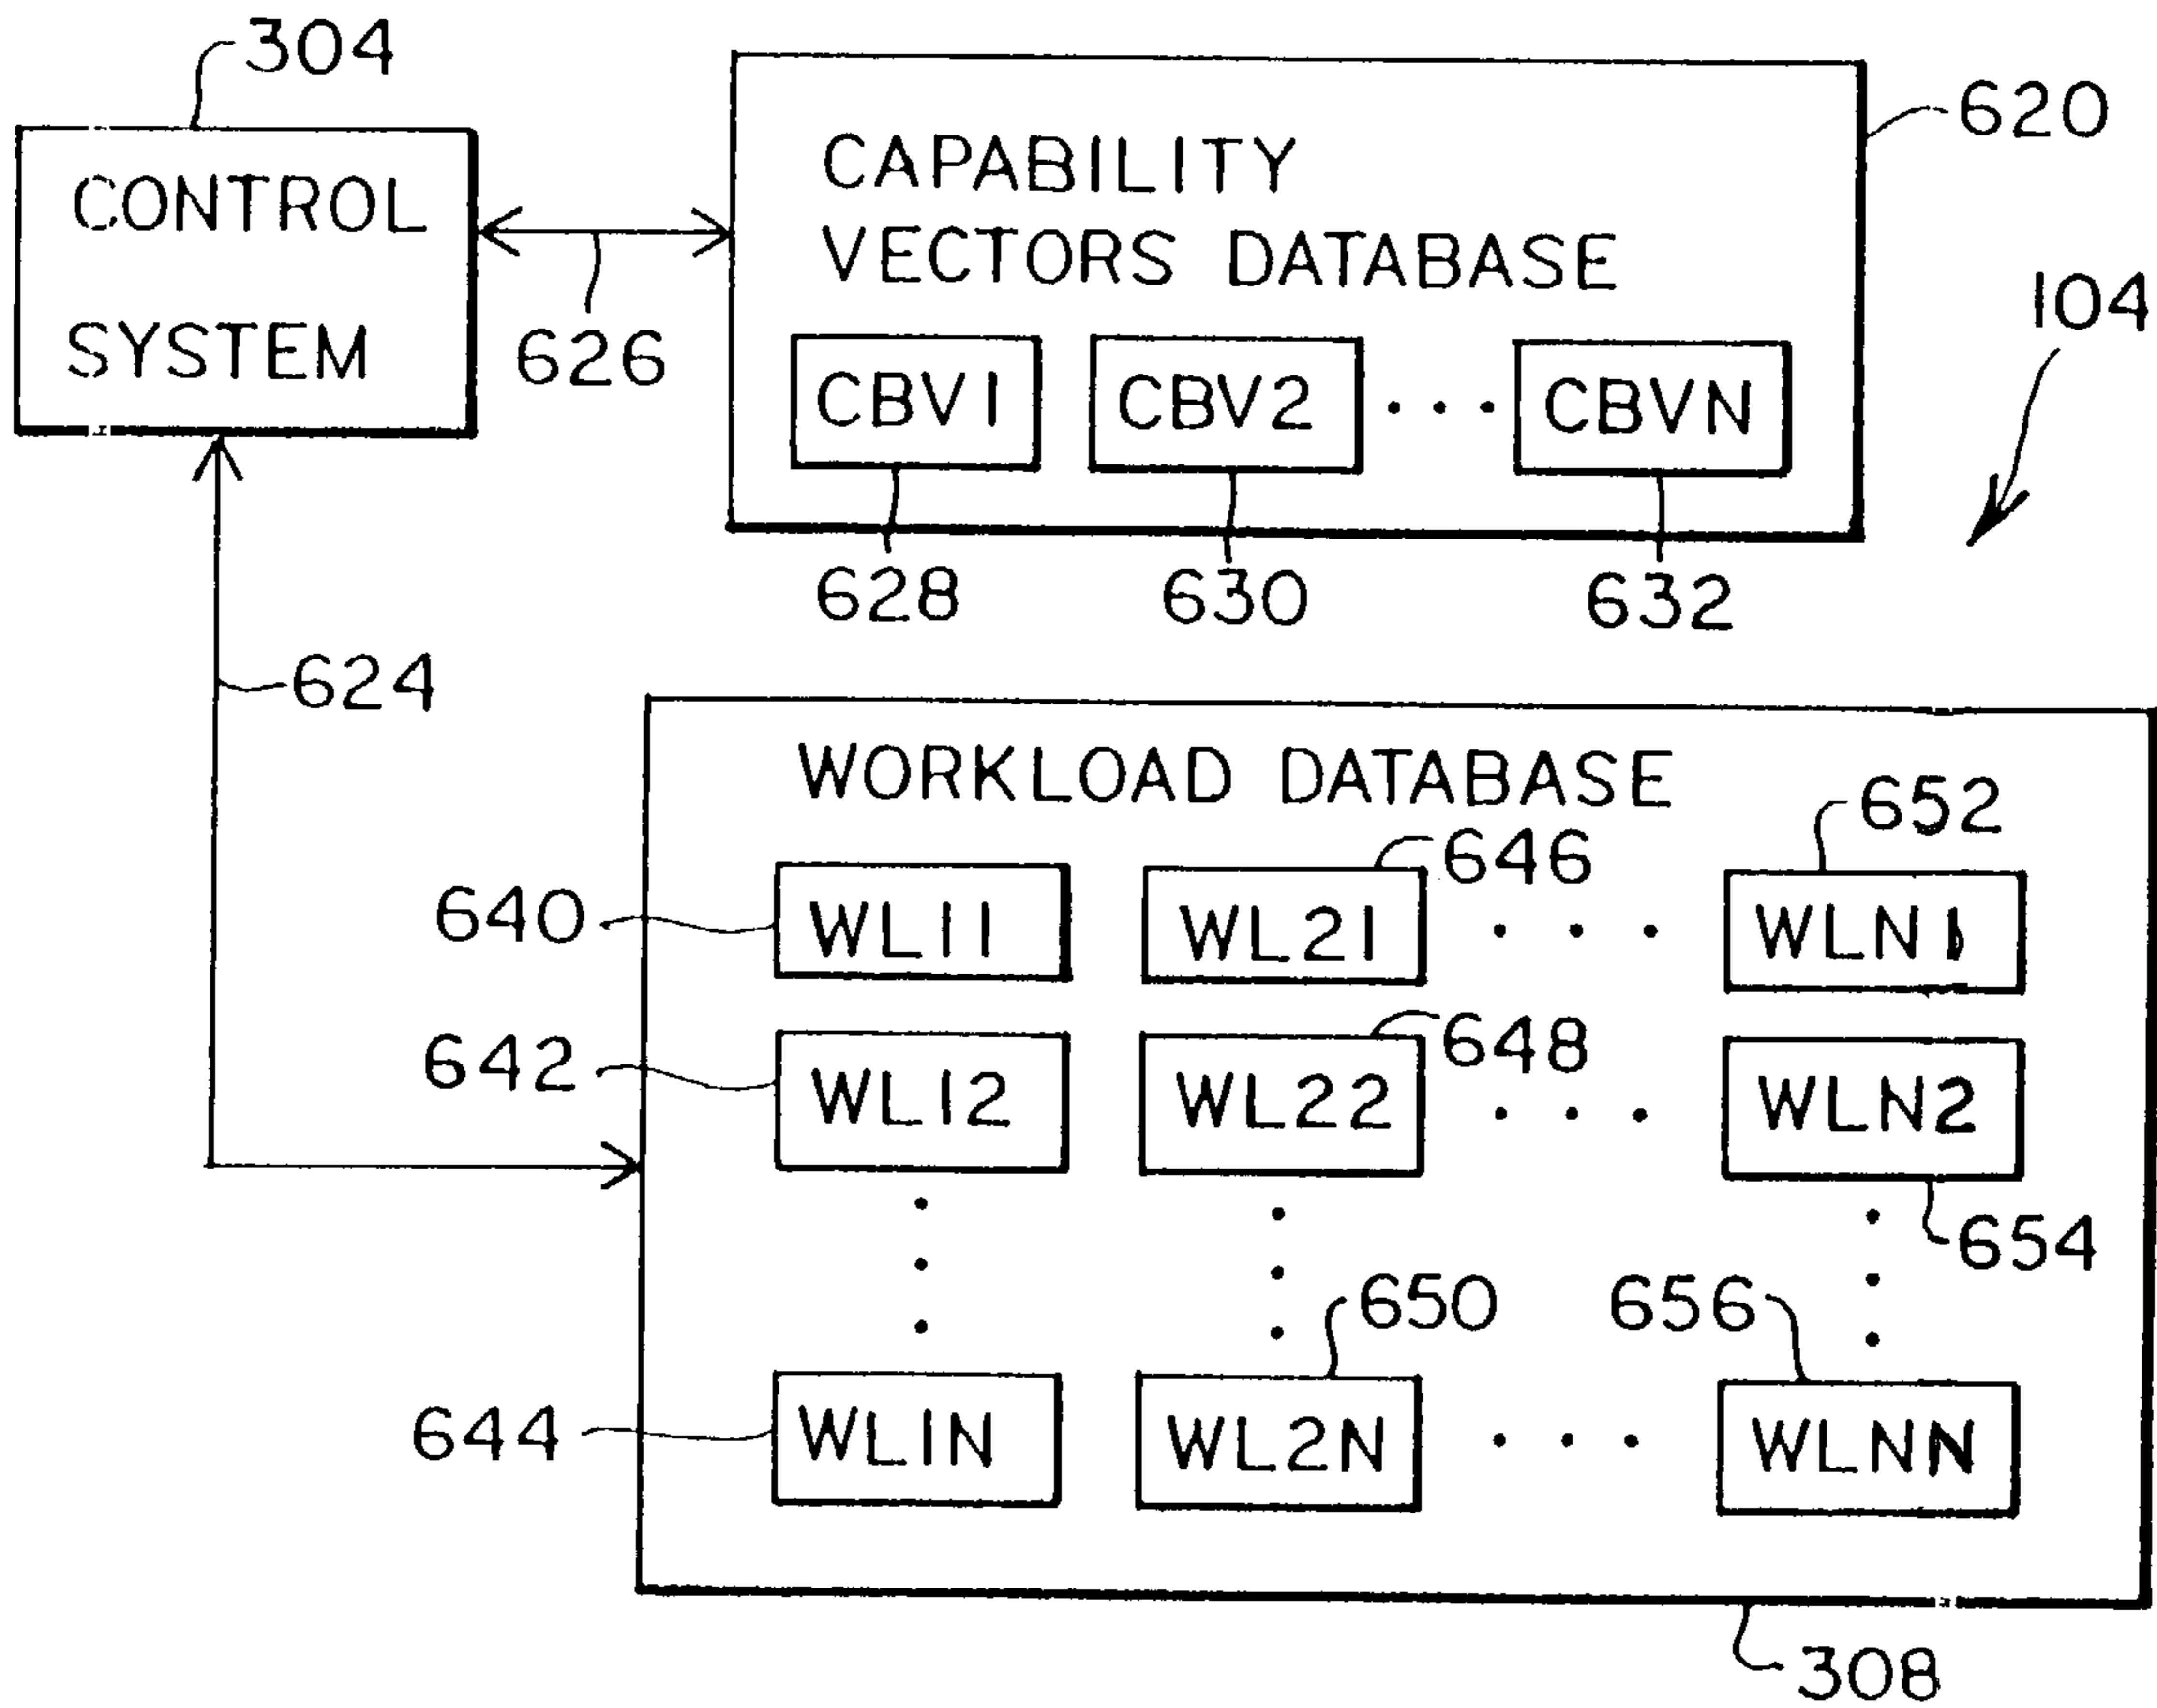 304
620
CONTROL
SYSTEM
CAPABILITY
VECTORS DATABASE
104
626
CBV1
CBV2
CBVN
628
630
632
624
WORKLOAD DATABASE
652
646
640
WL11
WL21
WLN1
642
648
WL12
WL22
WLN2
654
650
656
644
WL1N
WL2N
WLNN
308